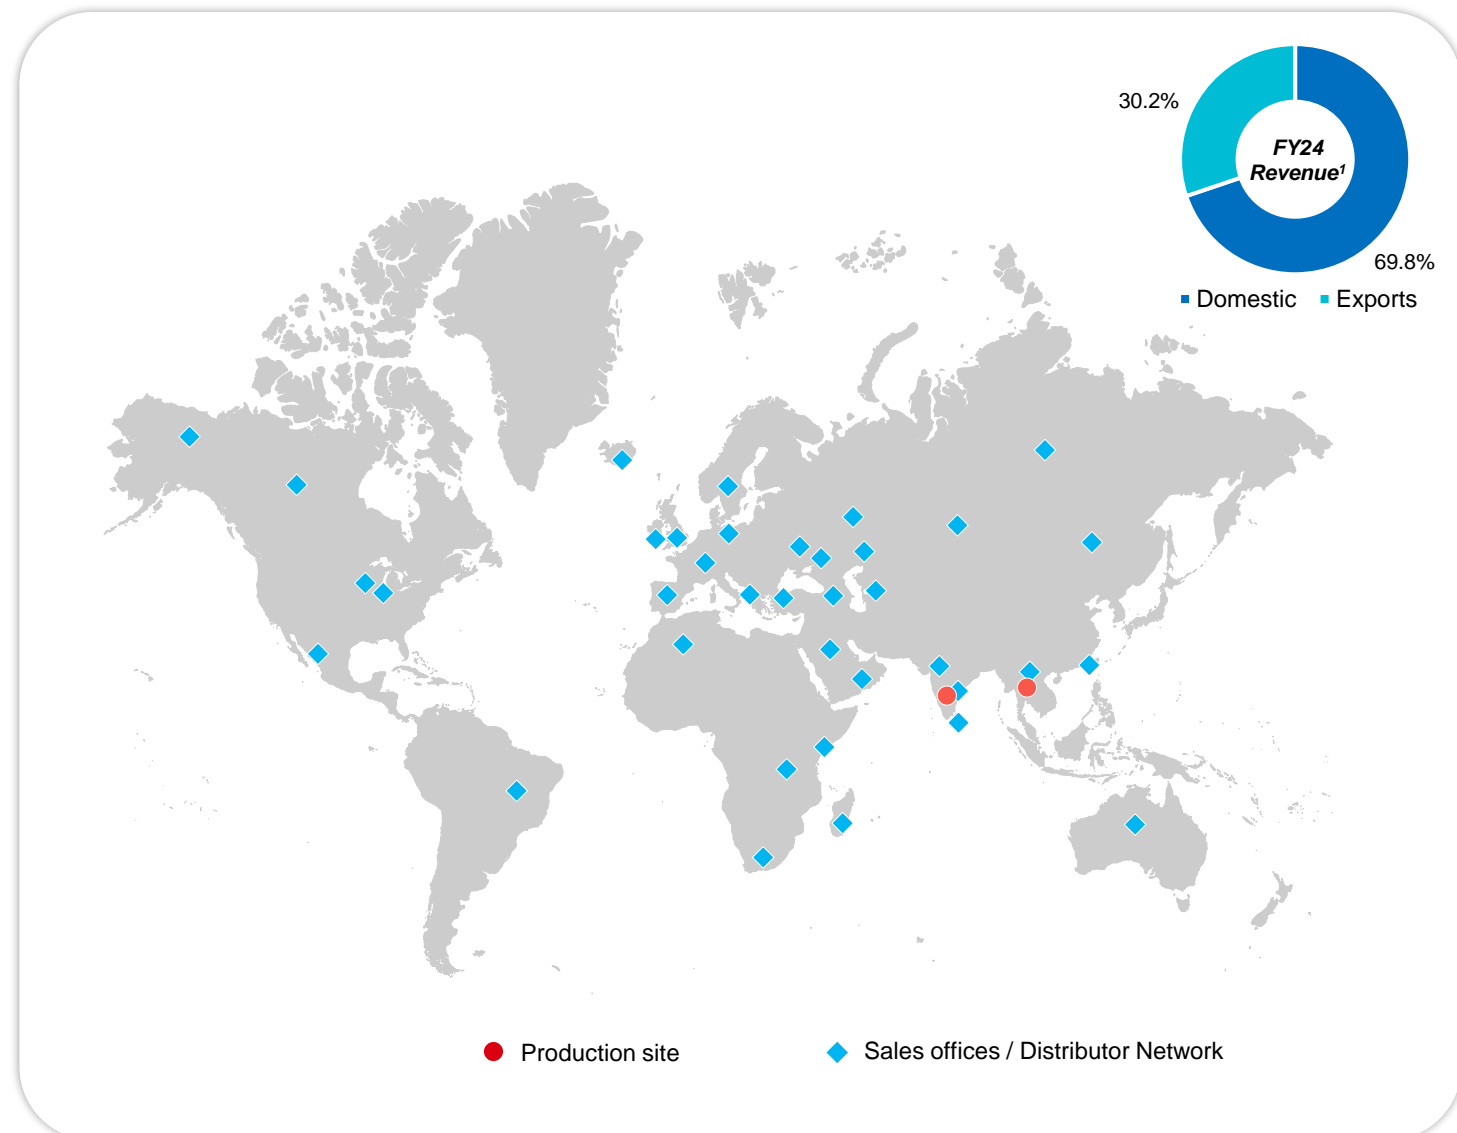 30.2%
FY24
Revenue¹
69.8%
Domestic
Exports
Production site
Sales offices / Distributor Network